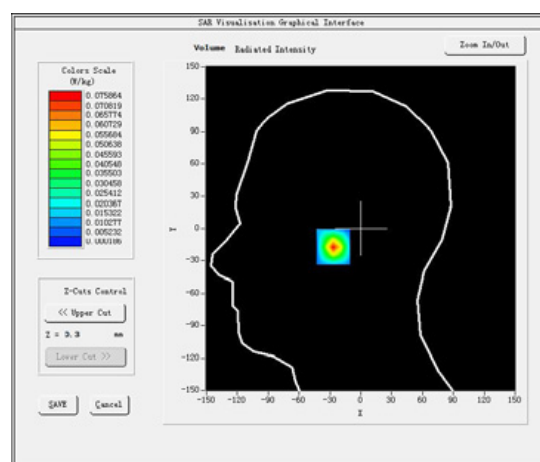 SAR Visualisation Graphical Interface
Volume Radiated Intensity
Zoom In/Out
Colors Scale
(W/kg)
0.075864
0.070819
0.065774
0.060729
0.055684
0.050638
0.045593
0.040548
0.035503
0.030458
0.025412
0.020367
0.015322
0.010277
0.005232
0.000186
Z-Cuts Control
<< Upper Cut
Z = 3.3 mm
Lower Cut >>
SAVE Cancel
150
120
90
60
30
0
-30
-60
-90
-120
-150
Y
-150 -120 -90 -60 -30 0 30 60 90 120 150
X